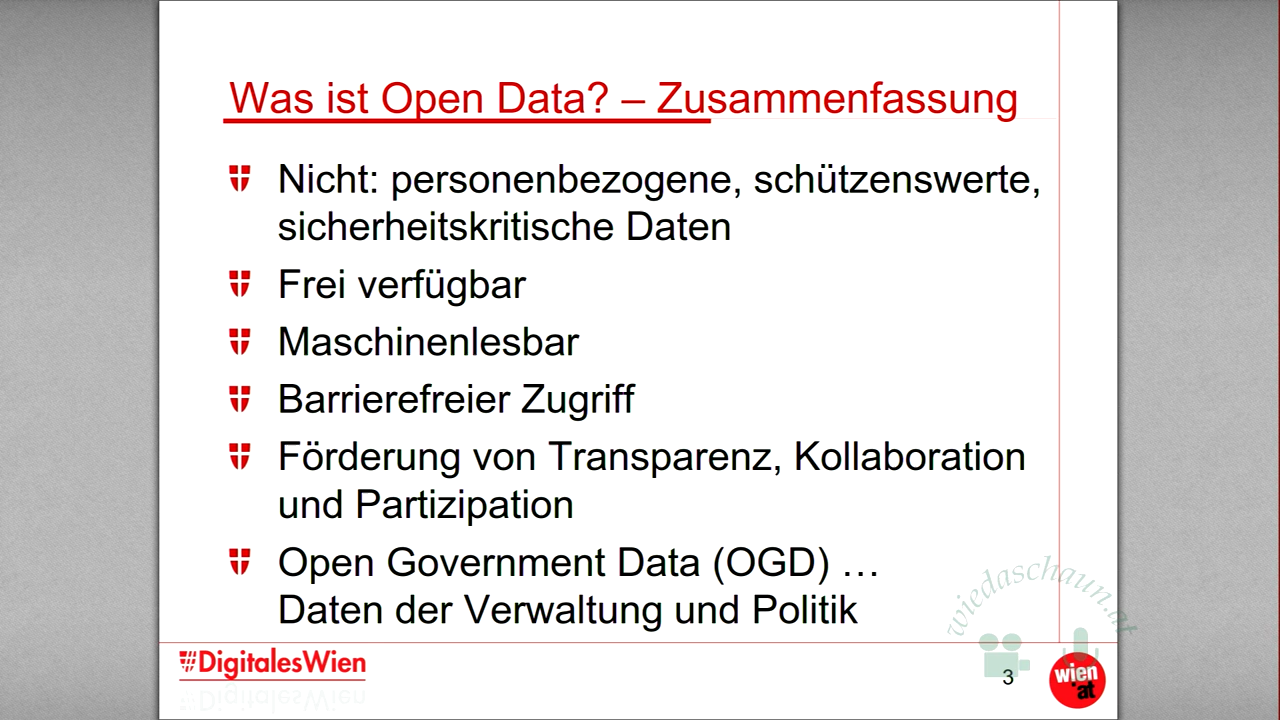 Was ist Open Data? – Zusammenfassung
Nicht: personenbezogene, schützenswerte,
sicherheitskritische Daten
Frei verfügbar
Maschinenlesbar
Barrierefreier Zugriff
Förderung von Transparenz, Kollaboration
und Partizipation
Open Government Data (OGD) …
Daten der Verwaltung und Politik
wiedaschaun.at
#DigitalesWien
3
wien
.at